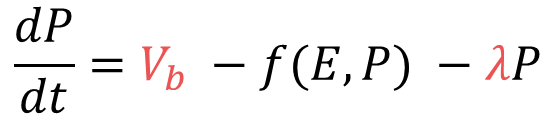 dP/dt = V_b − f(E, P) − λP